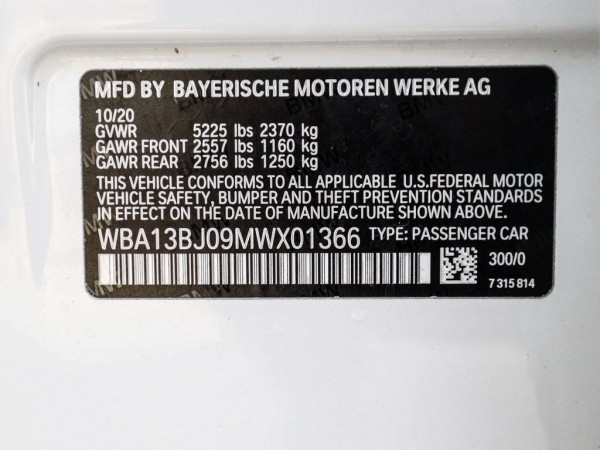 MFD BY BAYERISCHE MOTOREN WERKE AG
10/20
GVWR 5225 lbs 2370 kg
GAWR FRONT 2557 lbs 1160 kg
GAWR REAR 2756 lbs 1250 kg
THIS VEHICLE CONFORMS TO ALL APPLICABLE U.S.FEDERAL MOTOR
VEHICLE SAFETY, BUMPER AND THEFT PREVENTION STANDARDS
IN EFFECT ON THE DATE OF MANUFACTURE SHOWN ABOVE.
WBA13BJ09MWX01366 TYPE: PASSENGER CAR
300/0
7 315 814